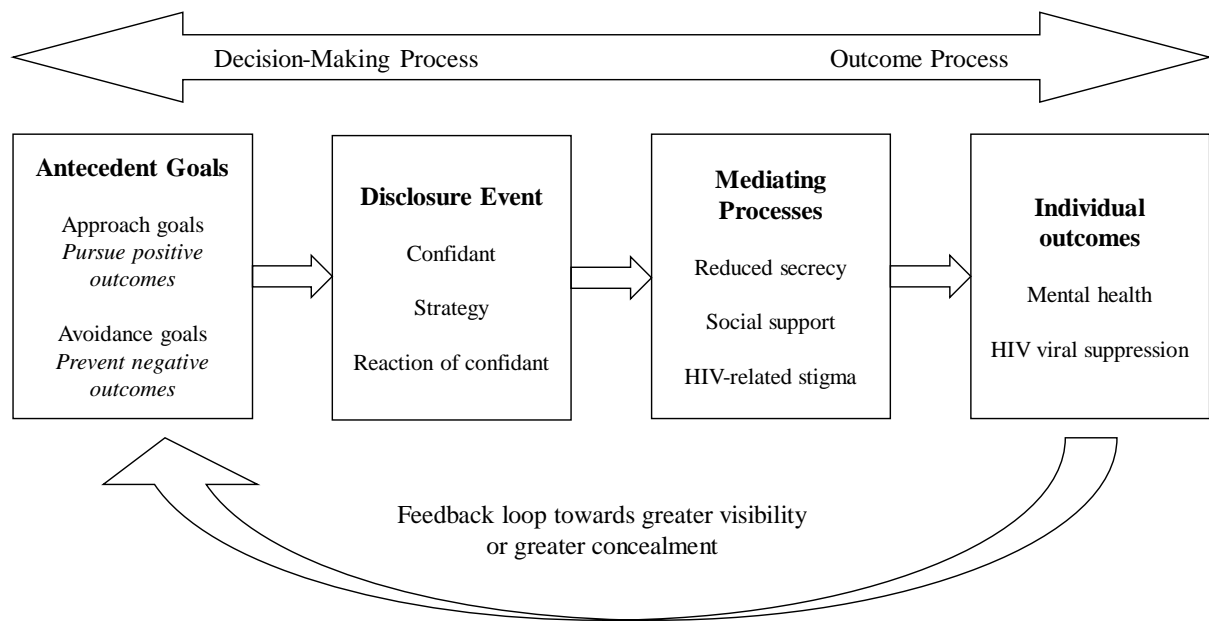 Decision-Making Process
Outcome Process
Antecedent Goals
Approach goals
Pursue positive
outcomes
Avoidance goals
Prevent negative
outcomes
Disclosure Event
Confidant
Strategy
Reaction of confidant
Mediating
Processes
Reduced secrecy
Social support
HIV-related stigma
Individual
outcomes
Mental health
HIV viral suppression
Feedback loop towards greater visibility
or greater concealment